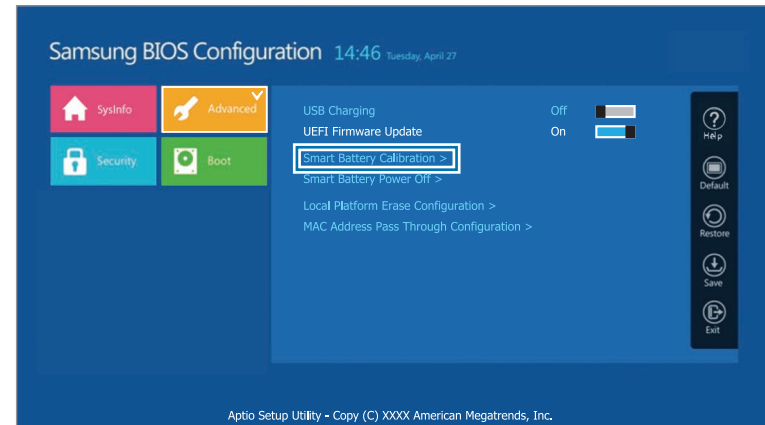 Samsung BIOS Configuration 14:46 Tuesday, April 27
SysInfo
Advanced
Security
Boot
USB Charging Off
UEFI Firmware Update On
Smart Battery Calibration >
Smart Battery Power Off >
Local Platform Erase Configuration >
MAC Address Pass Through Configuration >
Help
Default
Restore
Save
Exit
Aptio Setup Utility - Copy (C) XXXX American Megatrends, Inc.